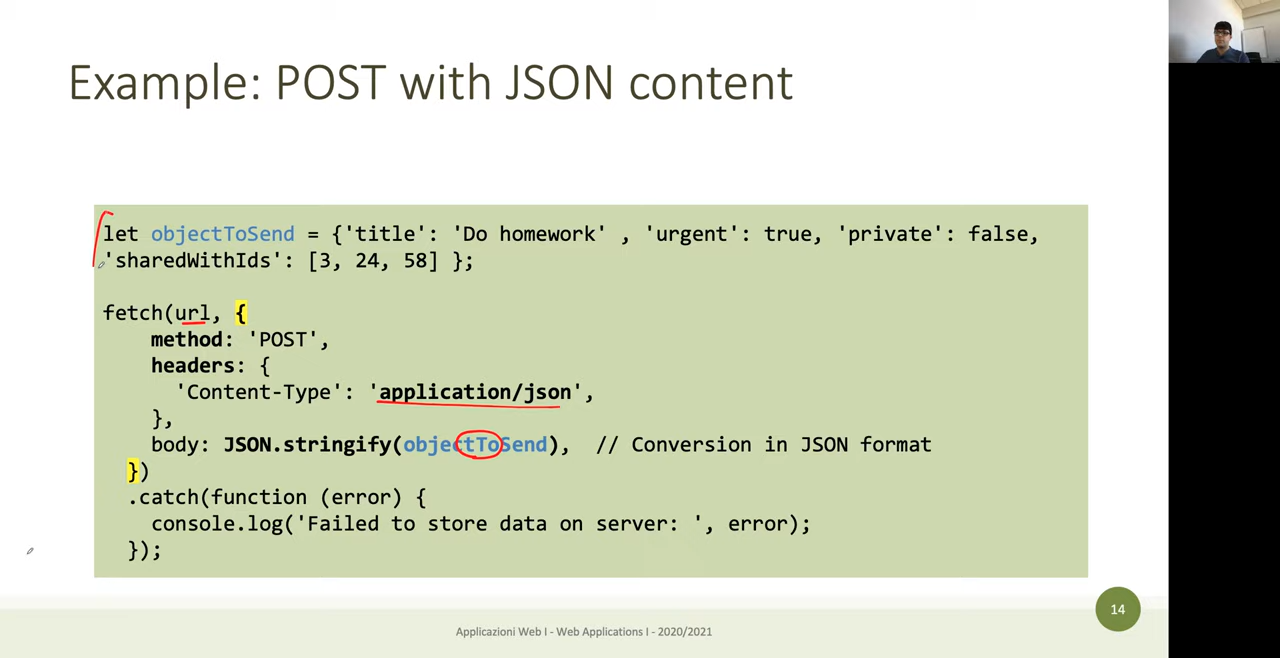 Example: POST with JSON content
let objectToSend = {'title': 'Do homework' , 'urgent': true, 'private': false,
'sharedWithIds': [3, 24, 58] };
fetch(url, {
method: 'POST',
headers: {
'Content-Type': 'application/json',
},
body: JSON.stringify(objectToSend), // Conversion in JSON format
})
.catch(function (error) {
console.log('Failed to store data on server: ', error);
});
14
Applicazioni Web I - Web Applications I - 2020/2021